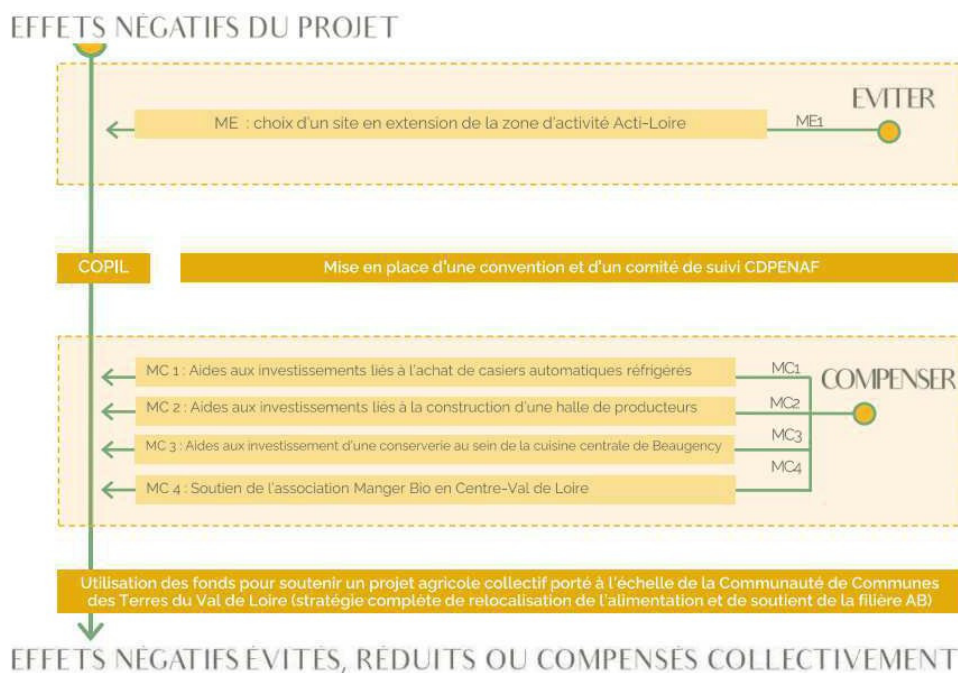 EFFETS NÉGATIFS DU PROJET
EVITER
ME : choix d'un site en extension de la zone d'activité Acti-Loire
ME1
COPIL
Mise en place d'une convention et d'un comité de suivi CDPENAF
MC 1 : Aides aux investissements liés à l'achat de casiers automatiques réfrigérés
MC1
COMPENSER
MC 2 : Aides aux investissements liés à la construction d'une halle de producteurs
MC2
MC 3 : Aides aux investissement d'une conserverie au sein de la cuisine centrale de Beaugency
MC3
MC 4 : Soutien de l'association Manger Bio en Centre-Val de Loire
MC4
Utilisation des fonds pour soutenir un projet agricole collectif porté à l'échelle de la Communauté de Communes
des Terres du Val de Loire (stratégie complète de relocalisation de l'alimentation et de soutient de la filière AB)
EFFETS NÉGATIFS ÉVITÉS, RÉDUITS OU COMPENSÉS COLLECTIVEMENT